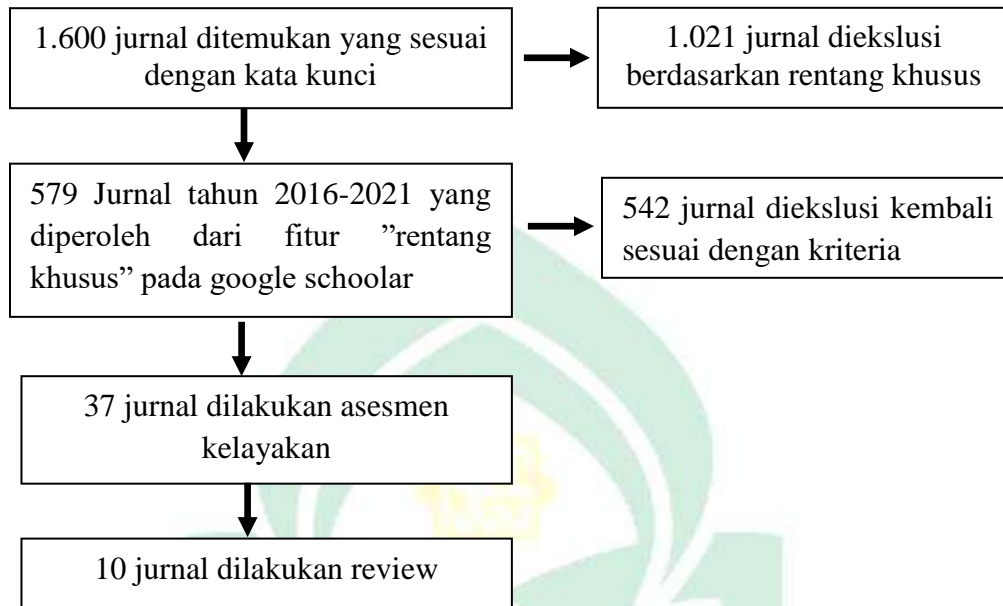 1.600 jurnal ditemukan yang sesuai
dengan kata kunci
1.021 jurnal diekslusi
berdasarkan rentang khusus
579 Jurnal tahun 2016-2021 yang
diperoleh dari fitur ”rentang
khusus” pada google schoolar
542 jurnal diekslusi kembali
sesuai dengan kriteria
37 jurnal dilakukan asesmen
kelayakan
10 jurnal dilakukan review